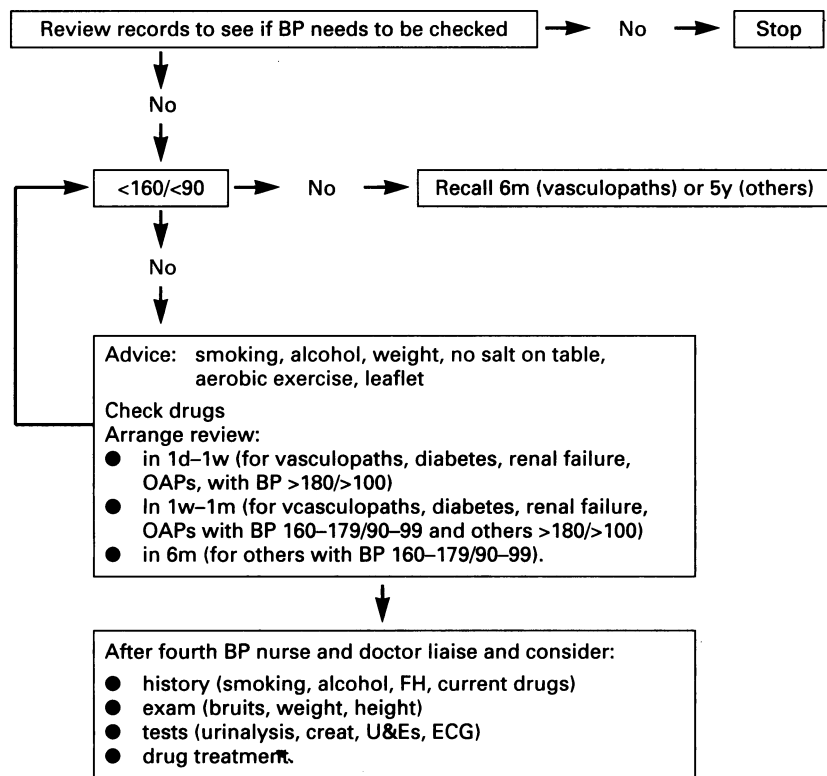 Review records to see if BP needs to be checked
No
Stop
No
<160/<90
No
Recall 6m (vasculopaths) or 5y (others)
No
Advice: smoking, alcohol, weight, no salt on table,
aerobic exercise, leaflet
Check drugs
Arrange review:
● in 1d–1w (for vasculopaths, diabetes, renal failure,
OAPs, with BP >180/>100)
● In 1w–1m (for vcasculopaths, diabetes, renal failure,
OAPs with BP 160–179/90–99 and others >180/>100)
● in 6m (for others with BP 160–179/90–99).
After fourth BP nurse and doctor liaise and consider:
● history (smoking, alcohol, FH, current drugs)
● exam (bruits, weight, height)
● tests (urinalysis, creat, U&Es, ECG)
● drug treatment.